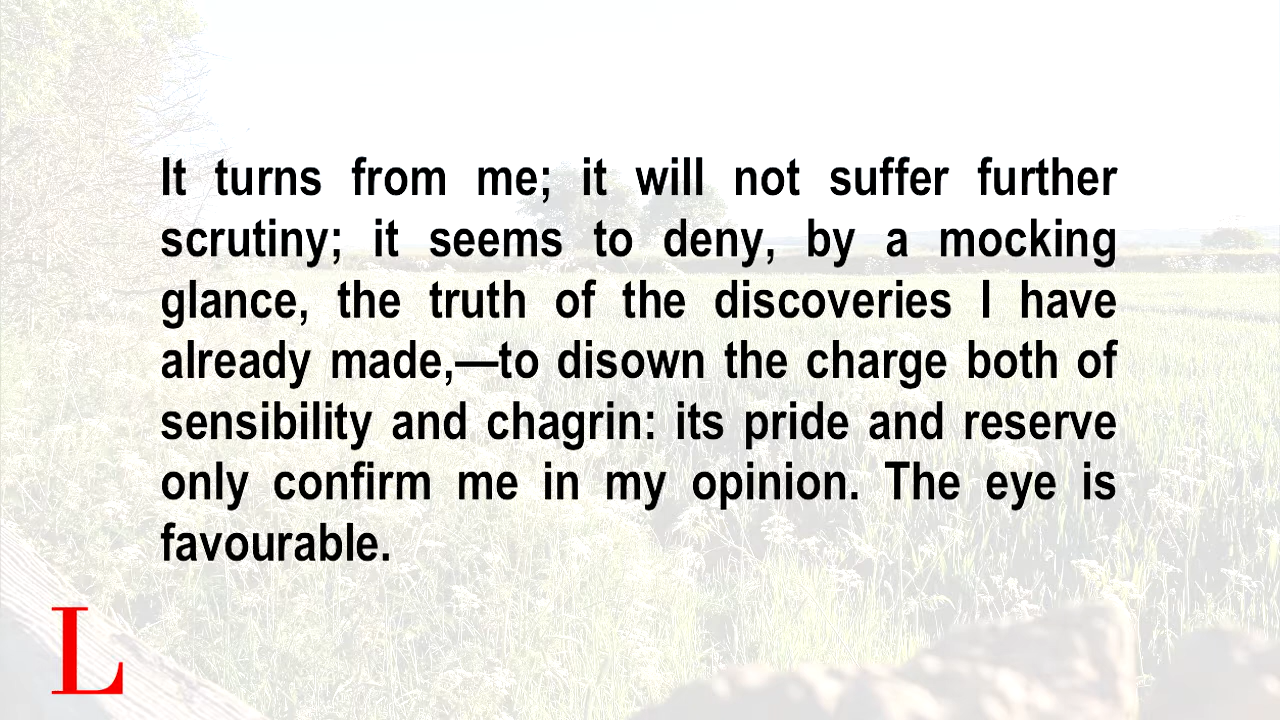 It turns from me; it will not suffer further
scrutiny; it seems to deny, by a mocking
glance, the truth of the discoveries I have
already made,—to disown the charge both of
sensibility and chagrin: its pride and reserve
only confirm me in my opinion. The eye is
favourable.
L